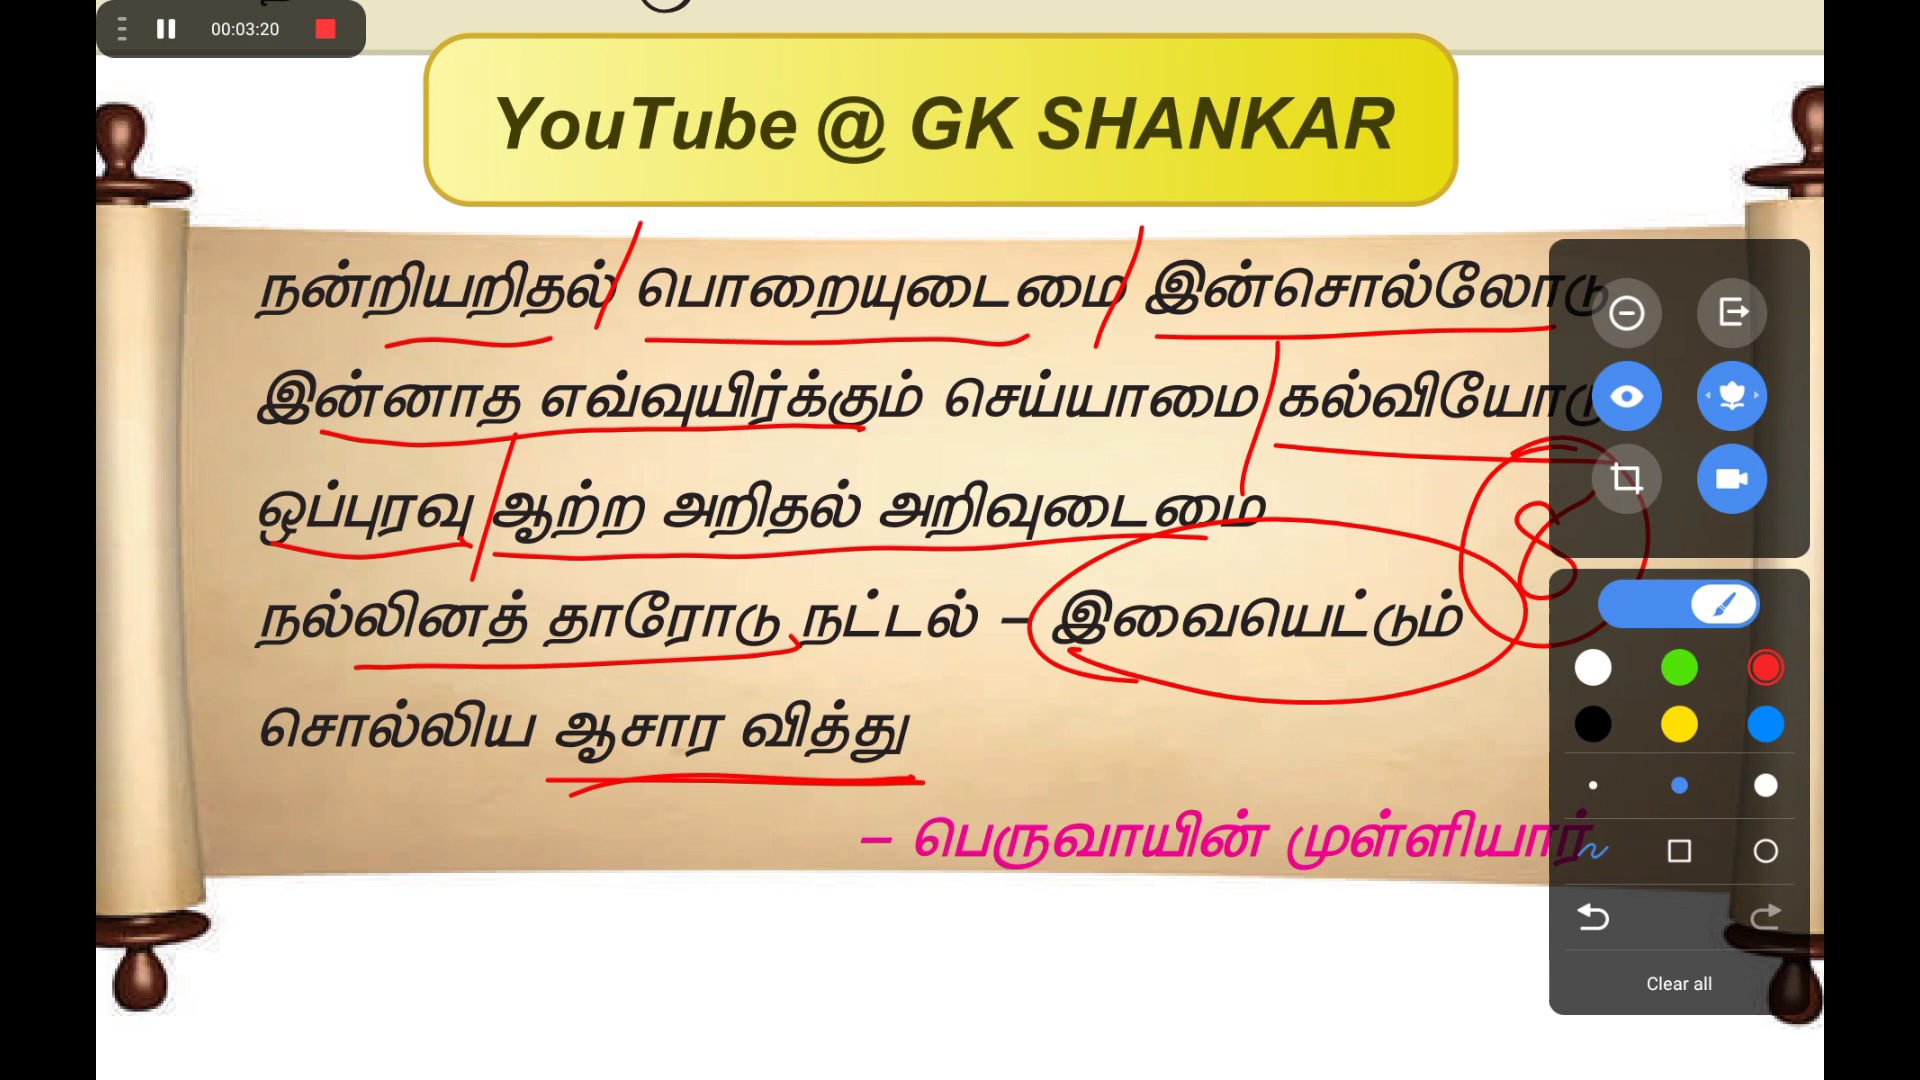 00:03:20
YouTube @ GK SHANKAR
நன்றியறிதல் பொறையுடைமை இன்சொல்லோடு
இன்னாத எவ்வுயிர்க்கும் செய்யாமை கல்வியோடு
ஒப்புரவு ஆற்ற அறிதல் அறிவுடைமை
8
நல்லினத் தாரோடு நட்டல் – இவையெட்டும்
சொல்லிய ஆசார வித்து
– பெருவாயின் முள்ளியார்
Clear all